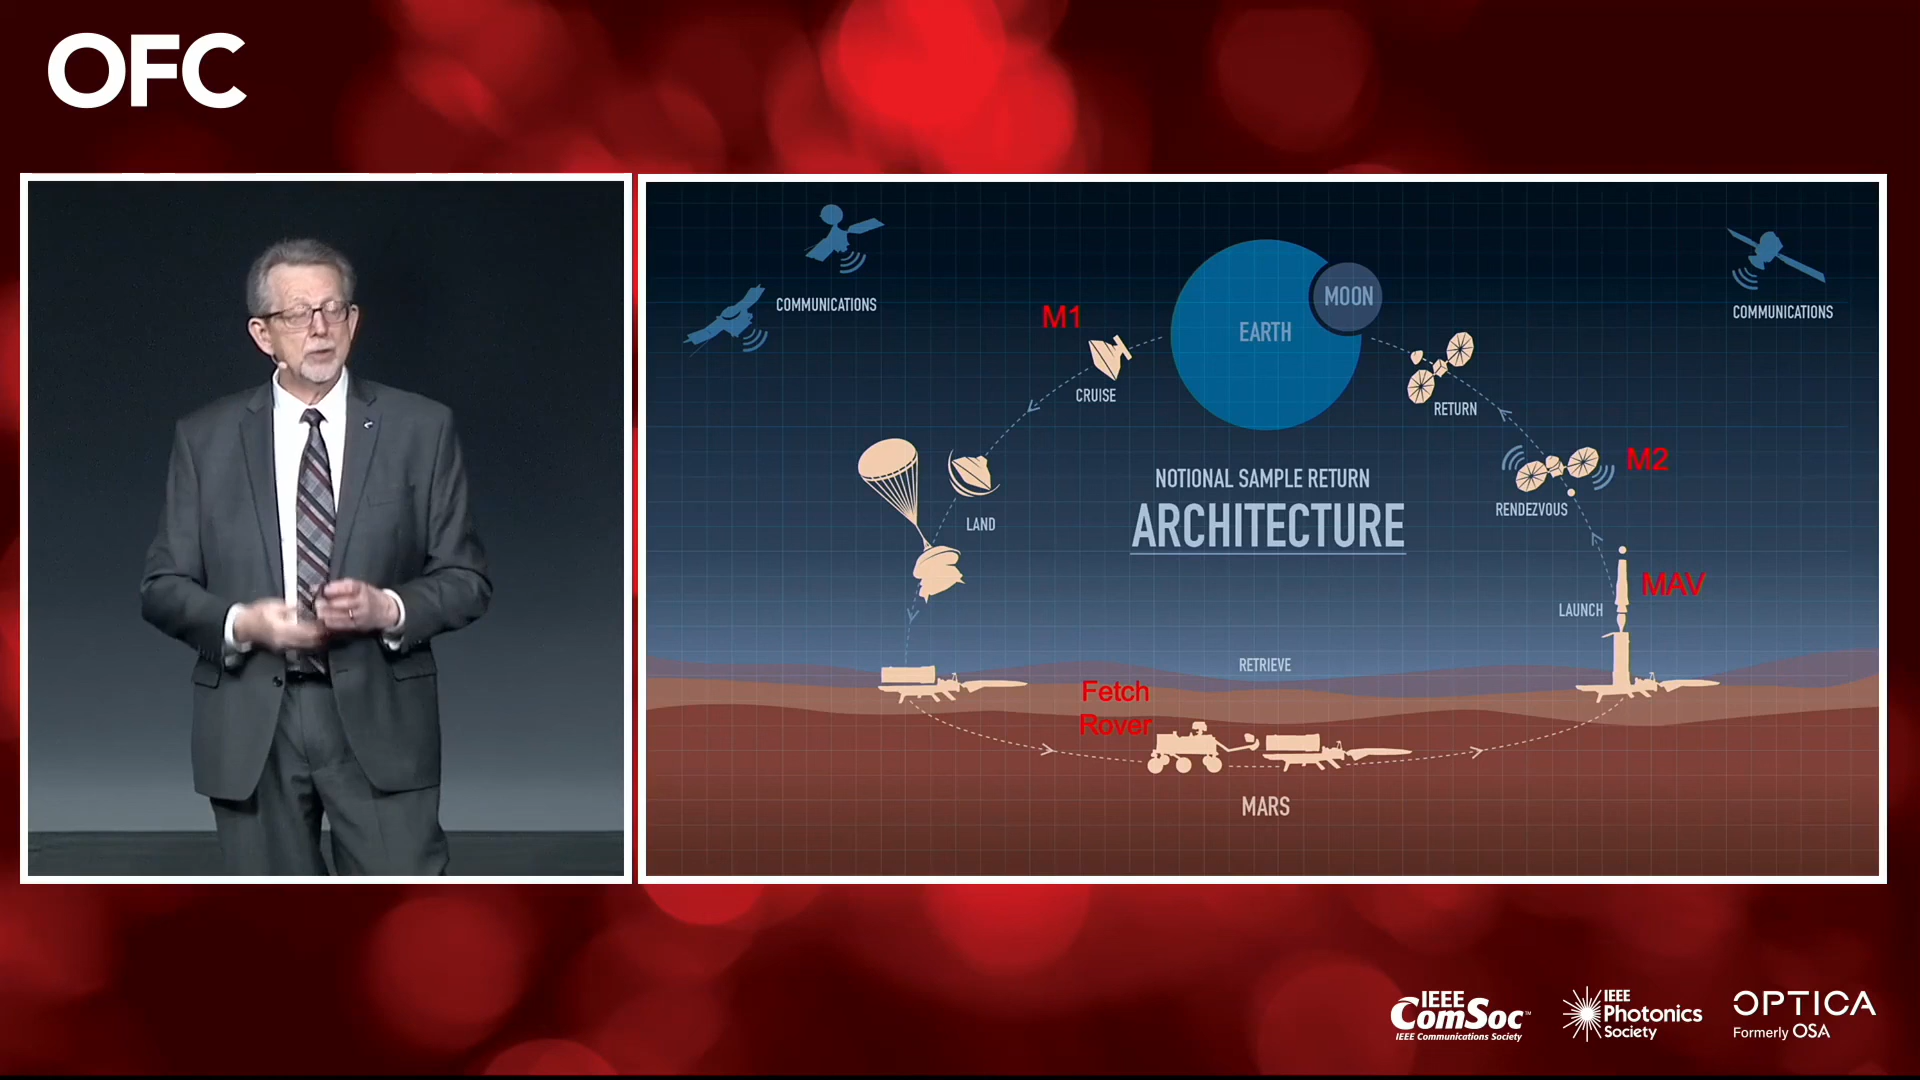 OFC
COMMUNICATIONS
M1
CRUISE
EARTH
MOON
COMMUNICATIONS
RETURN
LAND
NOTIONAL SAMPLE RETURN
ARCHITECTURE
M2
RENDEZVOUS
MAV
LAUNCH
RETRIEVE
Fetch
Rover
MARS
IEEE
ComSoc™
IEEE Communications Society
IEEE
Photonics
Society
OPTICA
Formerly OSA